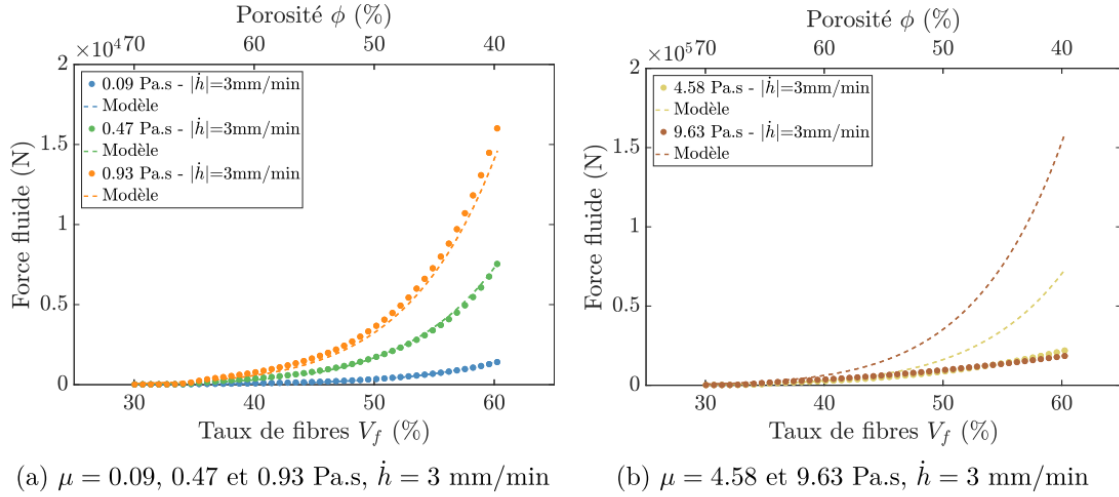 Porosité ϕ (%)
×10⁴70 60 50 40
2
1.5
1
0.5
0
Force fluide (N)
0.09 Pa.s - |ḣ|=3mm/min
Modèle
0.47 Pa.s - |ḣ|=3mm/min
Modèle
0.93 Pa.s - |ḣ|=3mm/min
Modèle
30 40 50 60
Taux de fibres V_f (%)
(a) μ = 0.09, 0.47 et 0.93 Pa.s, ḣ = 3 mm/min
Porosité ϕ (%)
×10⁵70 60 50 40
2
1.5
1
0.5
0
Force fluide (N)
4.58 Pa.s - |ḣ|=3mm/min
Modèle
9.63 Pa.s - |ḣ|=3mm/min
Modèle
30 40 50 60
Taux de fibres V_f (%)
(b) μ = 4.58 et 9.63 Pa.s, ḣ = 3 mm/min